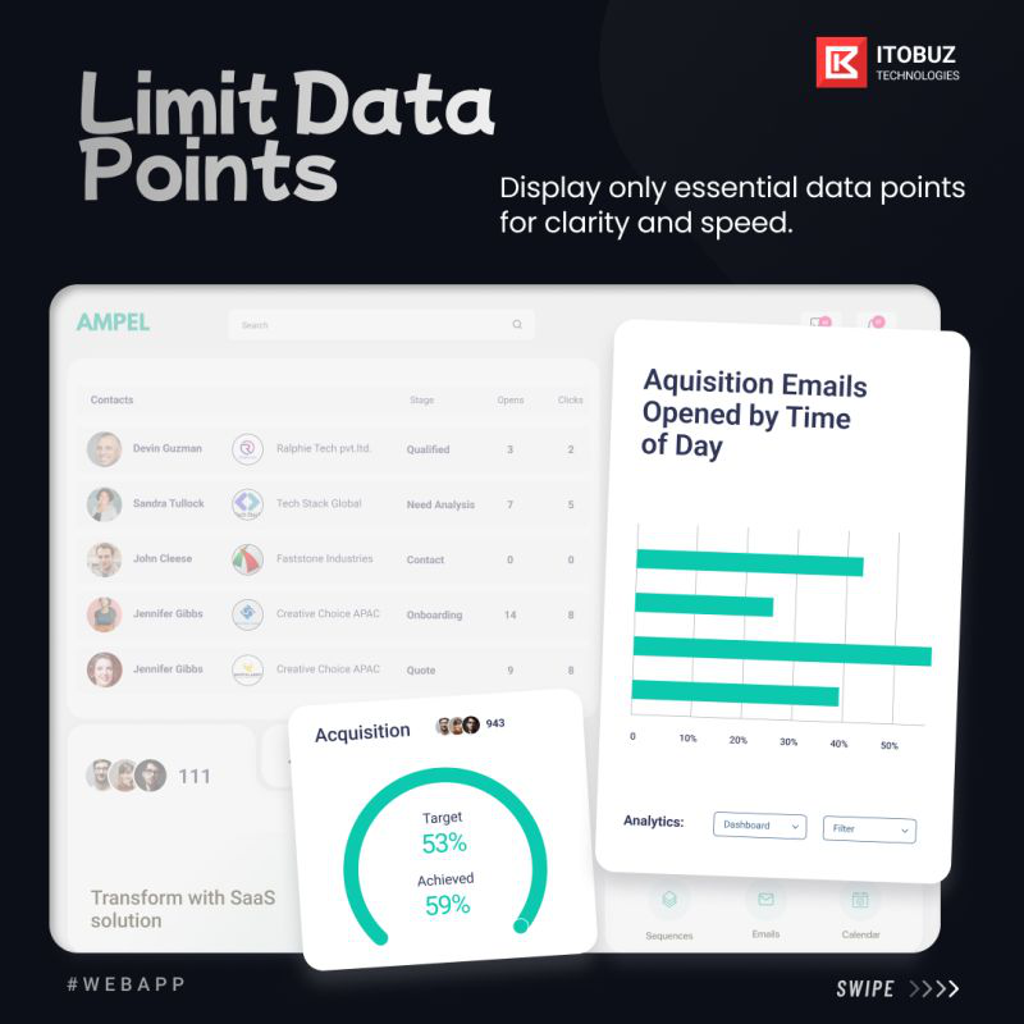 Limit Data
Points
ITOBUZ
TECHNOLOGIES
Display only essential data points
for clarity and speed.
AMPEL
Search
Contacts Stage Opens Clicks
Devin Guzman Ralphie Tech pvt.ltd. Qualified 3 2
Sandra Tullock Tech Stack Global Need Analysis 7 5
John Cleese Faststone Industries Contact 0 0
Jennifer Gibbs Creative Choice APAC Onboarding 14 8
Jennifer Gibbs Creative Choice APAC Quote 9 8
111
Transform with SaaS
solution
Acquisition 943
Target
53%
Achieved
59%
Aquisition Emails
Opened by Time
of Day
0 10% 20% 30% 40% 50%
Analytics: Dashboard Filter
Sequences Emails Calendar
#WEBAPP
SWIPE